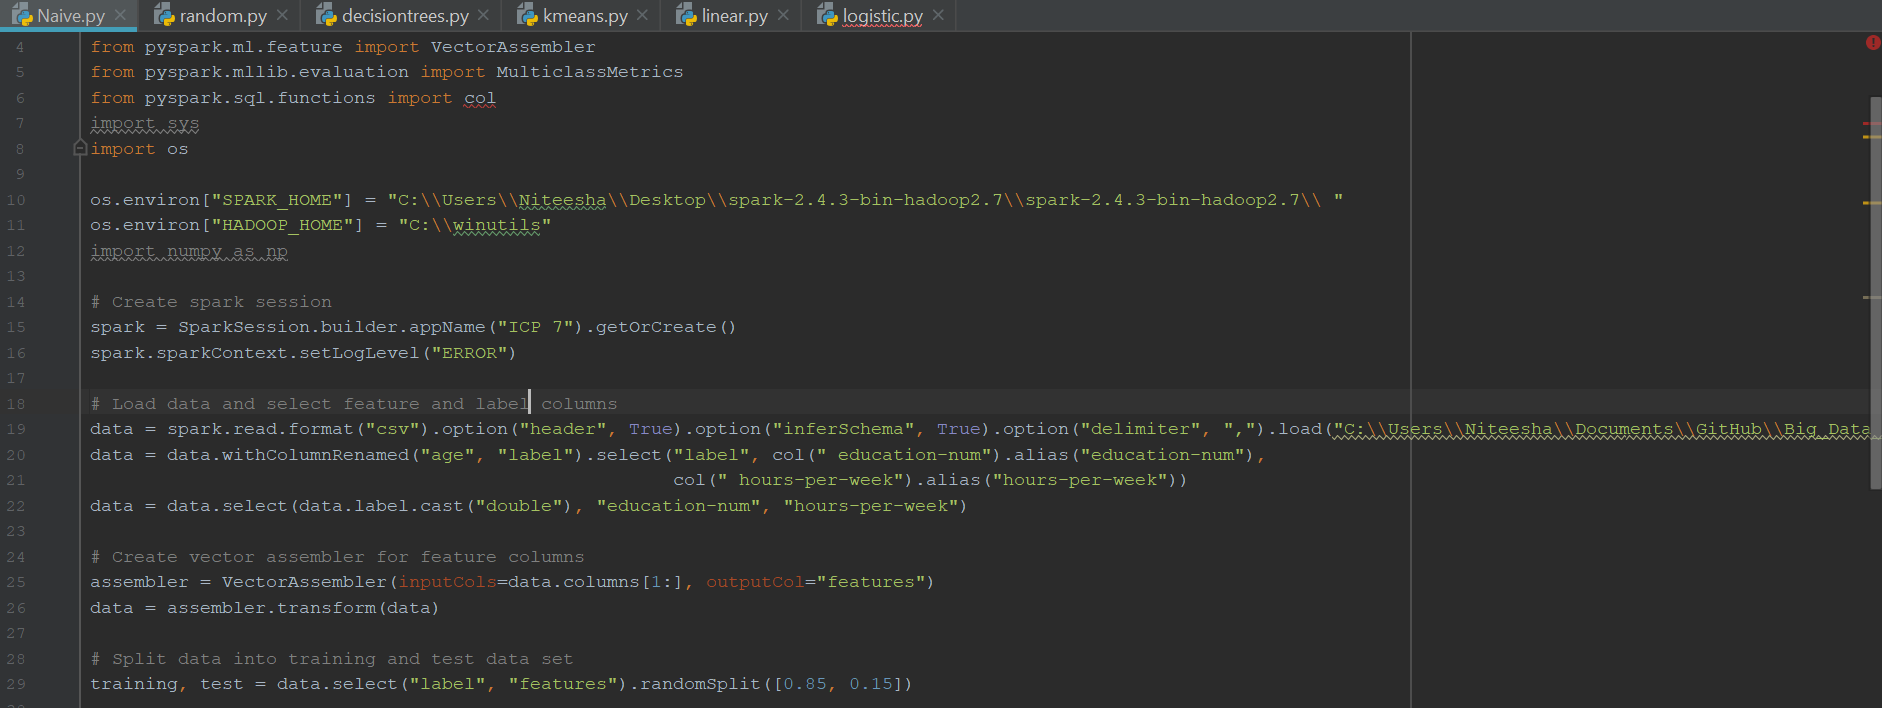 Naive.py random.py decisiontrees.py kmeans.py linear.py logistic.py
4 from pyspark.ml.feature import VectorAssembler
5 from pyspark.mllib.evaluation import MulticlassMetrics
6 from pyspark.sql.functions import col
7 import sys
8 import os
9
10 os.environ["SPARK_HOME"] = "C:\\Users\\Niteesha\\Desktop\\spark-2.4.3-bin-hadoop2.7\\spark-2.4.3-bin-hadoop2.7\\ "
11 os.environ["HADOOP_HOME"] = "C:\\winutils"
12 import numpy as np
13
14 # Create spark session
15 spark = SparkSession.builder.appName("ICP 7").getOrCreate()
16 spark.sparkContext.setLogLevel("ERROR")
17
18 # Load data and select feature and label columns
19 data = spark.read.format("csv").option("header", True).option("inferSchema", True).option("delimiter", ",").load("C:\\Users\\Niteesha\\Documents\\GitHub\\Big_Data
20 data = data.withColumnRenamed("age", "label").select("label", col(" education-num").alias("education-num"),
21 col(" hours-per-week").alias("hours-per-week"))
22 data = data.select(data.label.cast("double"), "education-num", "hours-per-week")
23
24 # Create vector assembler for feature columns
25 assembler = VectorAssembler(inputCols=data.columns[1:], outputCol="features")
26 data = assembler.transform(data)
27
28 # Split data into training and test data set
29 training, test = data.select("label", "features").randomSplit([0.85, 0.15])